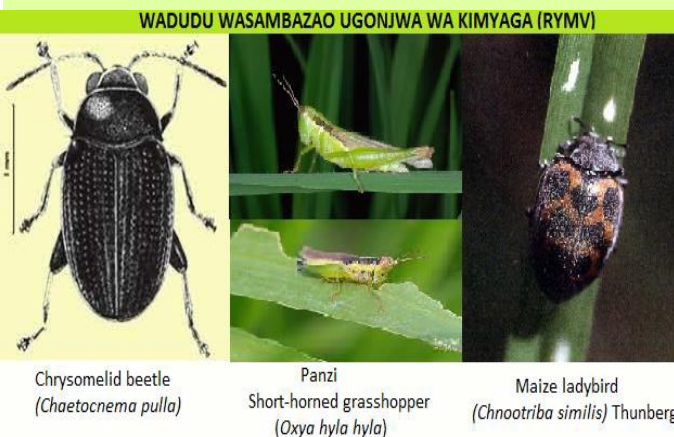 WADUDU WASAMBAZAO UGONJWA WA KIMYAGA (RYMV)
Chrysomelid beetle
(Chaetocnema pulla)
Panzi
Short-horned grasshopper
(Oxya hyla hyla)
Maize ladybird
(Chnootriba similis) Thunberg